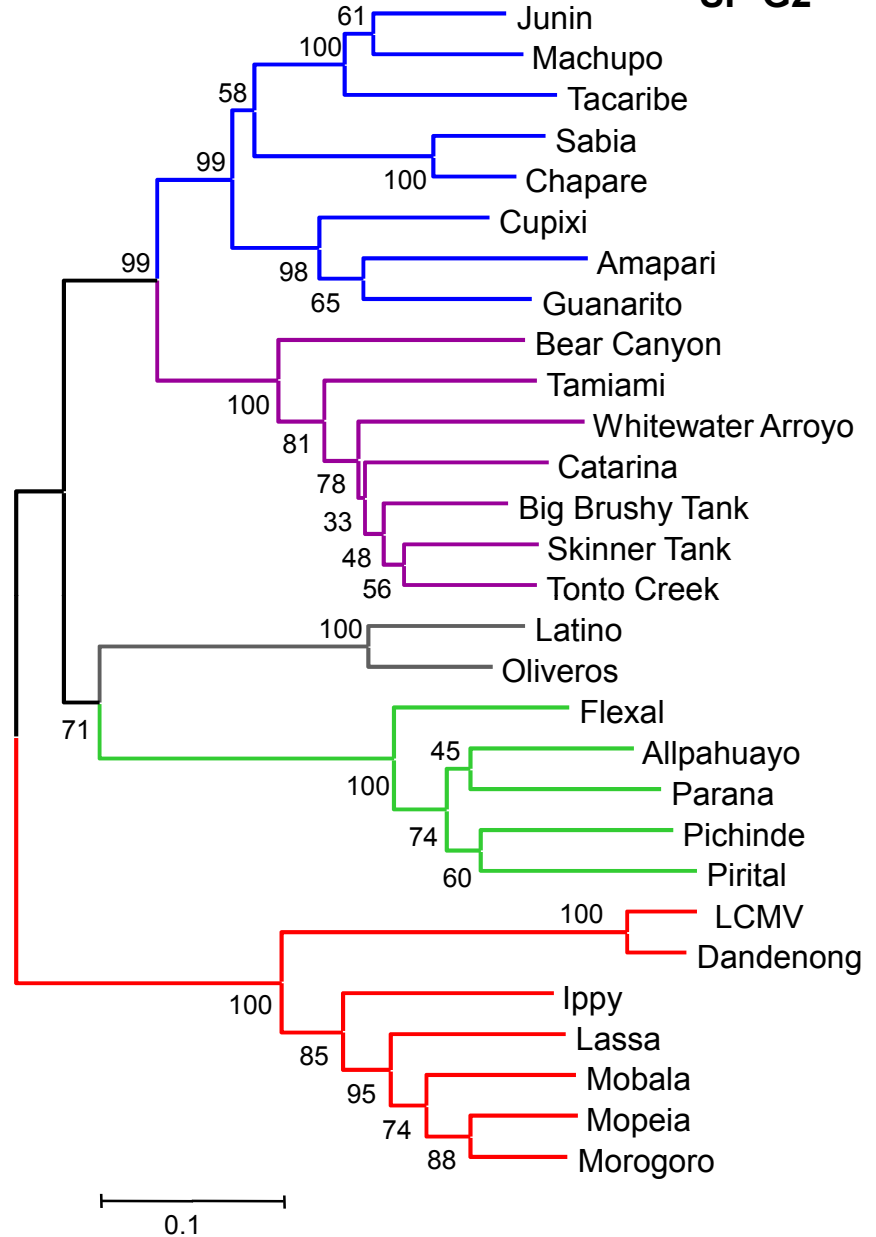 61
Junin
100
Machupo
58
Tacaribe
Sabia
99
100
Chapare
Cupixi
99
98
Amapari
65
Guanarito
Bear Canyon
100
Tamiami
81
Whitewater Arroyo
78
Catarina
33
Big Brushy Tank
48
Skinner Tank
56
Tonto Creek
100
Latino
Oliveros
71
Flexal
45
Allpahuayo
100
Parana
74
Pichinde
60
Pirital
100
LCMV
Dandenong
100
Ippy
85
Lassa
95
Mobala
74
Mopeia
88
Morogoro
0.1